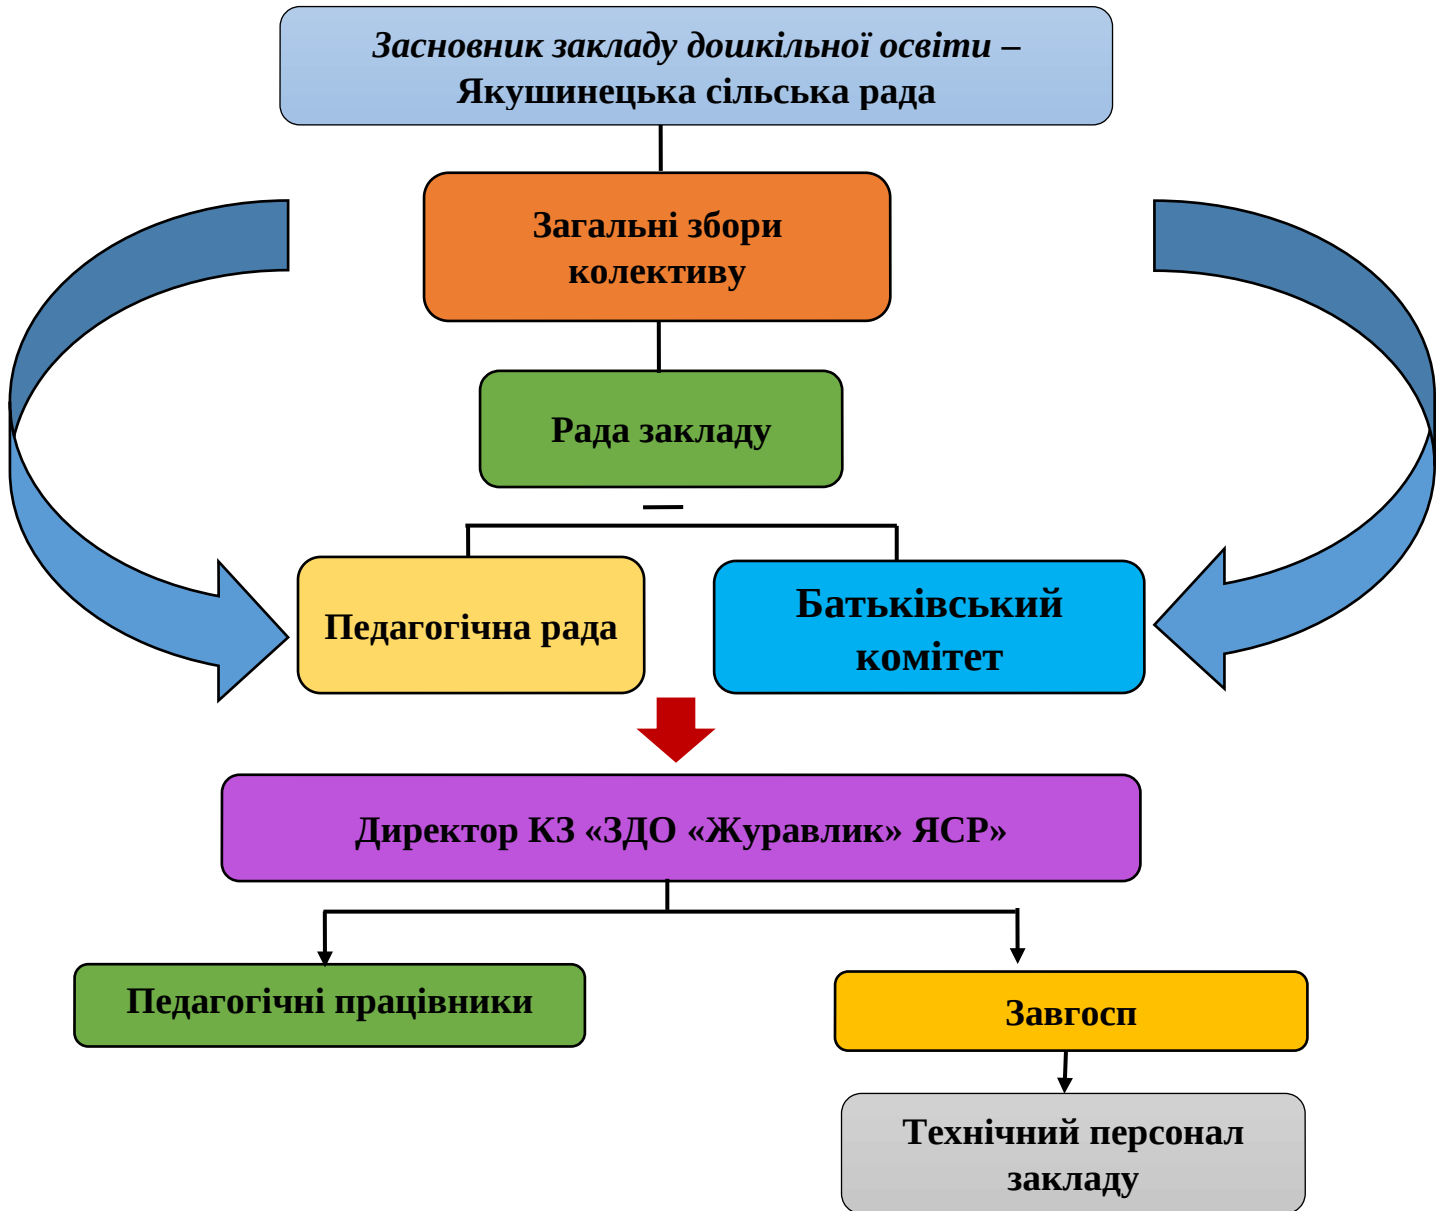 Засновник закладу дошкільної освіти –
Якушинецька сільська рада
Загальні збори
колективу
Рада закладу
Педагогічна рада
Батьківський
комітет
Директор КЗ «ЗДО «Журавлик» ЯСР»
Педагогічні працівники
Завгосп
Технічний персонал
закладу